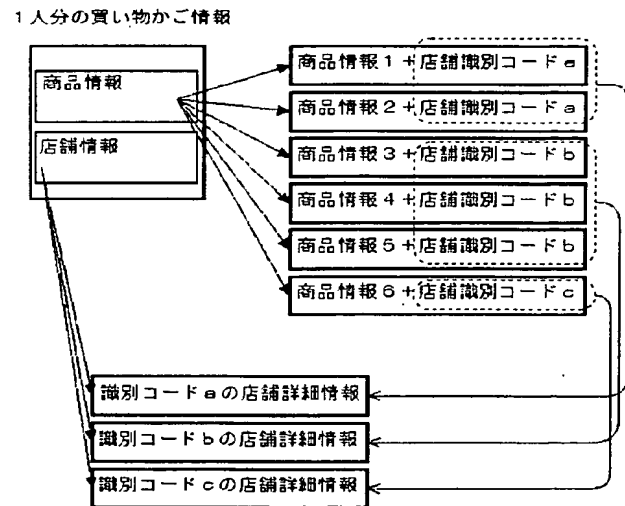 1人分の買い物かご情報
商品情報
店舗情報
商品情報1+店舗識別コードa
商品情報2+店舗識別コードa
商品情報3+店舗識別コードb
商品情報4+店舗識別コードb
商品情報5+店舗識別コードb
商品情報6+店舗識別コードc
識別コードaの店舗詳細情報
識別コードbの店舗詳細情報
識別コードcの店舗詳細情報